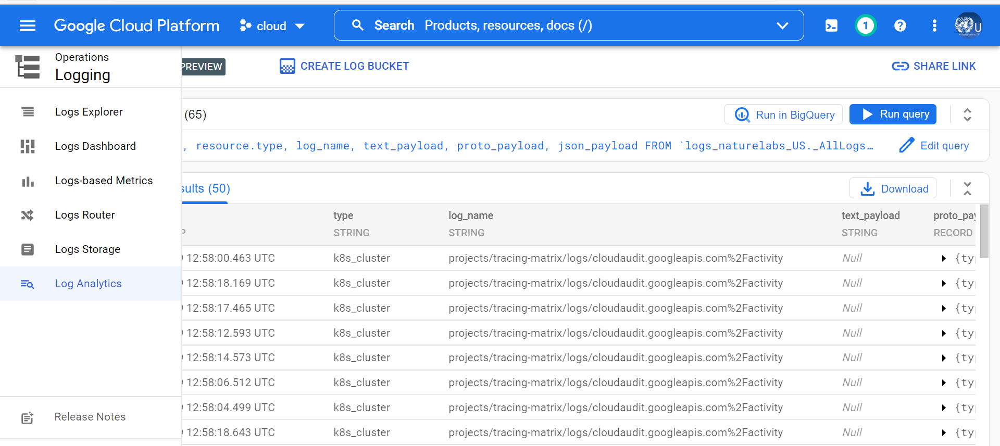 Google Cloud Platform
cloud
Search Products, resources, docs (/)
1
U
Operations
Logging
PREVIEW
CREATE LOG BUCKET
SHARE LINK
Logs Explorer
Logs Dashboard
Logs-based Metrics
Logs Router
Logs Storage
Log Analytics
Release Notes
(65)
Run in BigQuery
Run query
, resource.type, log_name, text_payload, proto_payload, json_payload FROM `logs_naturelabs_US._AllLogs…
Edit query
sults (50)
Download
type log_name text_payload proto_pay
P STRING STRING STRING RECORD
12:58:00.463 UTC k8s_cluster projects/tracing-matrix/logs/cloudaudit.googleapis.com%2Factivity Null {typ
12:58:18.169 UTC k8s_cluster projects/tracing-matrix/logs/cloudaudit.googleapis.com%2Factivity Null {typ
12:58:17.465 UTC k8s_cluster projects/tracing-matrix/logs/cloudaudit.googleapis.com%2Factivity Null {typ
12:58:12.593 UTC k8s_cluster projects/tracing-matrix/logs/cloudaudit.googleapis.com%2Factivity Null {typ
12:58:14.573 UTC k8s_cluster projects/tracing-matrix/logs/cloudaudit.googleapis.com%2Factivity Null {typ
12:58:06.512 UTC k8s_cluster projects/tracing-matrix/logs/cloudaudit.googleapis.com%2Factivity Null {typ
12:58:04.499 UTC k8s_cluster projects/tracing-matrix/logs/cloudaudit.googleapis.com%2Factivity Null {typ
12:58:18.643 UTC k8s_cluster projects/tracing-matrix/logs/cloudaudit.googleapis.com%2Factivity Null {typ